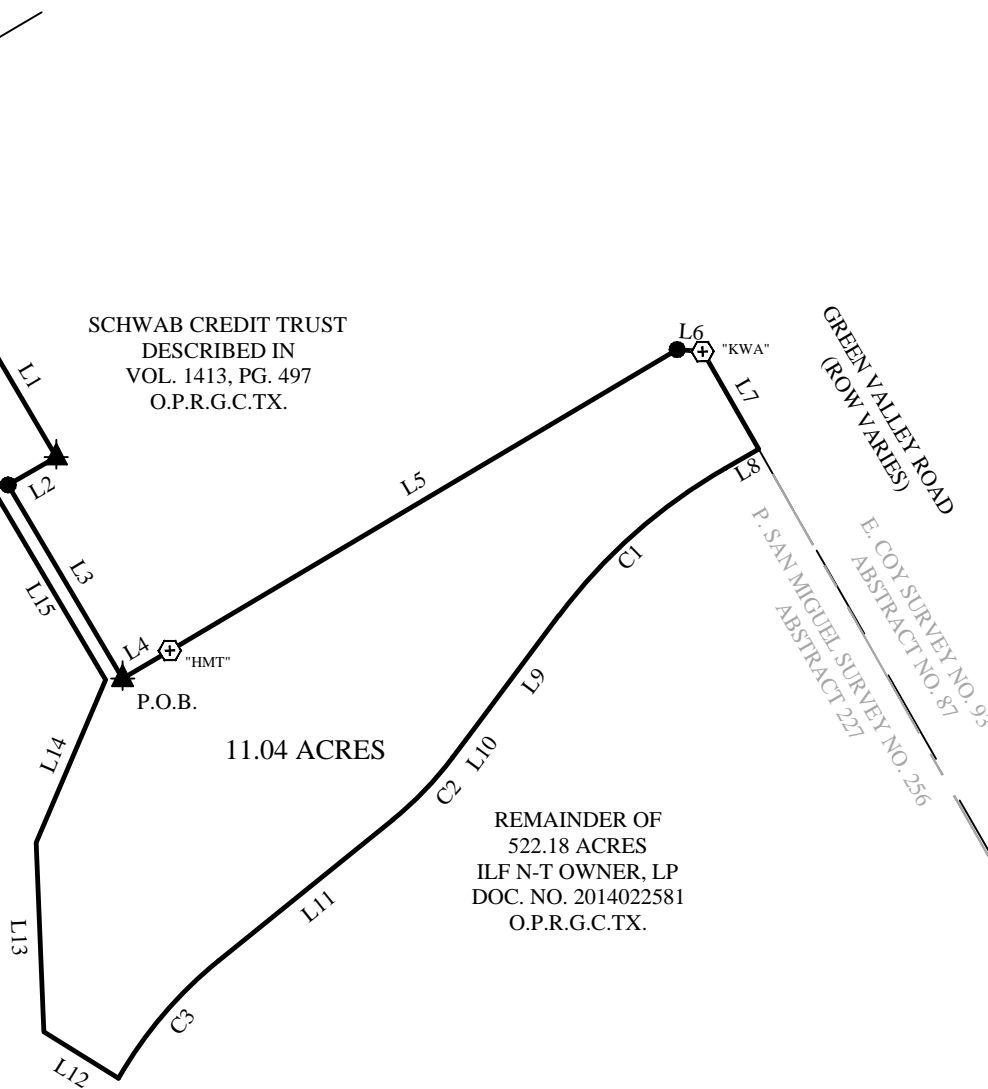 SCHWAB CREDIT TRUST
DESCRIBED IN
VOL. 1413, PG. 497
O.P.R.G.C.TX.
L1
L2
L3
L15
L4
"HMT"
P.O.B.
L5
L6
"KWA"
L7
L8
GREEN VALLEY ROAD
(ROW VARIES)
E. COY SURVEY NO. 93
ABSTRACT NO. 87
P. SAN MIGUEL SURVEY NO. 256
ABSTRACT 227
C1
L9
L10
C2
11.04 ACRES
REMAINDER OF
522.18 ACRES
ILF N-T OWNER, LP
DOC. NO. 2014022581
O.P.R.G.C.TX.
L14
L11
L13
C3
L12